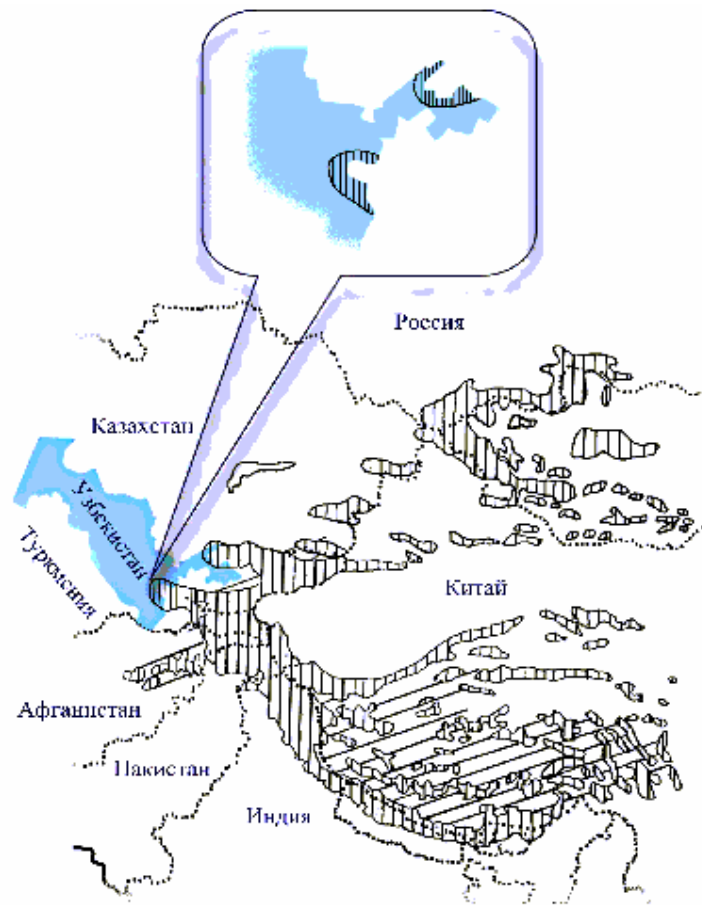 Россия
Казахстан
Узбекистан
Туркмения
Китай
Афганистан
Пакистан
Индия